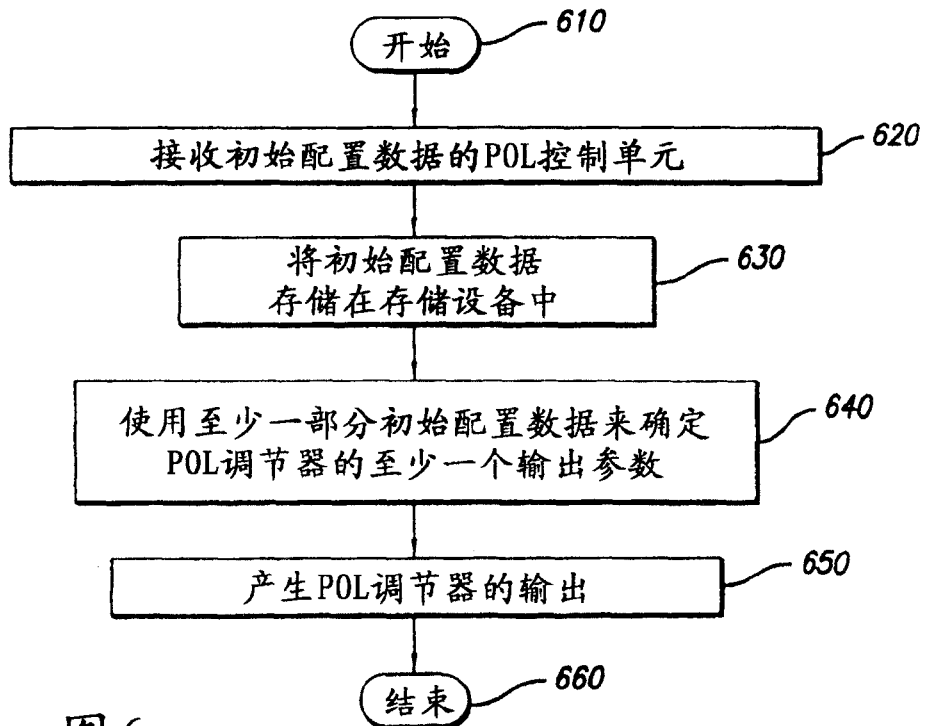 开始
610
接收初始配置数据的POL控制单元
620
将初始配置数据
存储在存储设备中
630
使用至少一部分初始配置数据来确定
POL调节器的至少一个输出参数
640
产生POL调节器的输出
650
结束
660
图6